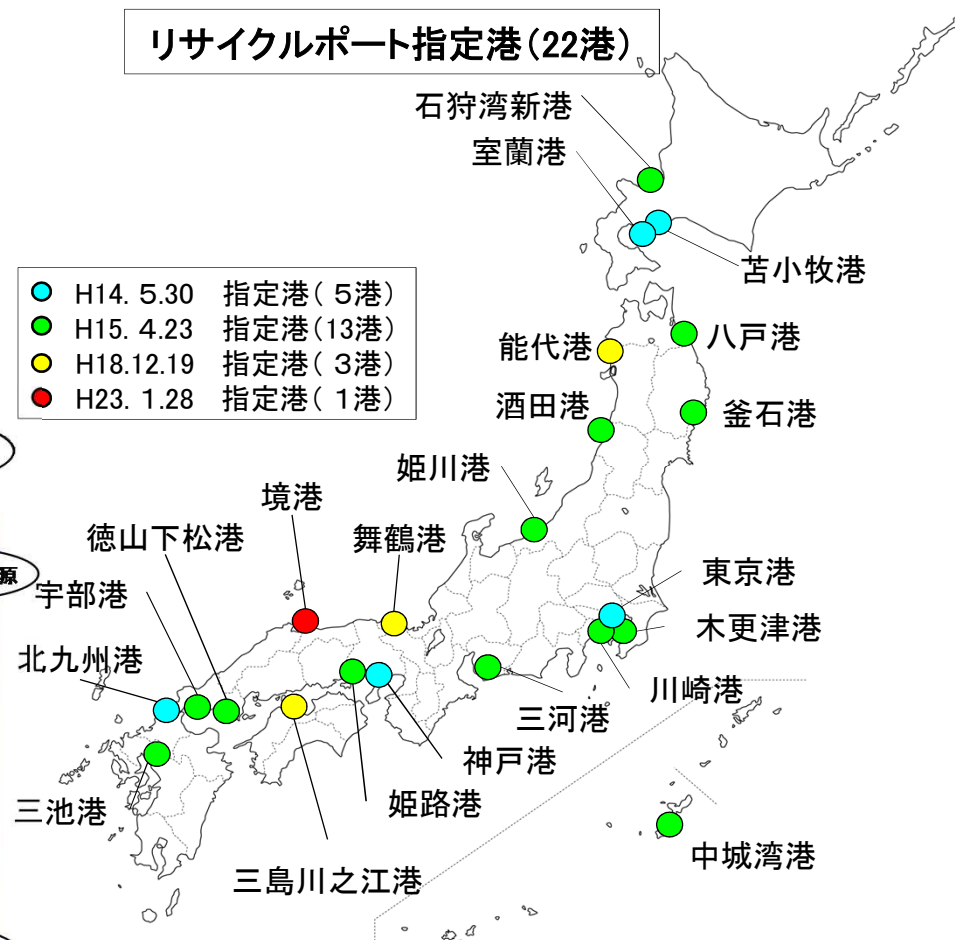 リサイクルポート指定港(22港)
石狩湾新港
室蘭港
苫小牧港
H14. 5.30 指定港( 5港)
H15. 4.23 指定港(13港)
H18.12.19 指定港( 3港)
H23. 1.28 指定港( 1港)
能代港
八戸港
酒田港
釜石港
姫川港
境港
徳山下松港
舞鶴港
源
宇部港
東京港
木更津港
北九州港
川崎港
三河港
神戸港
姫路港
三池港
三島川之江港
中城湾港